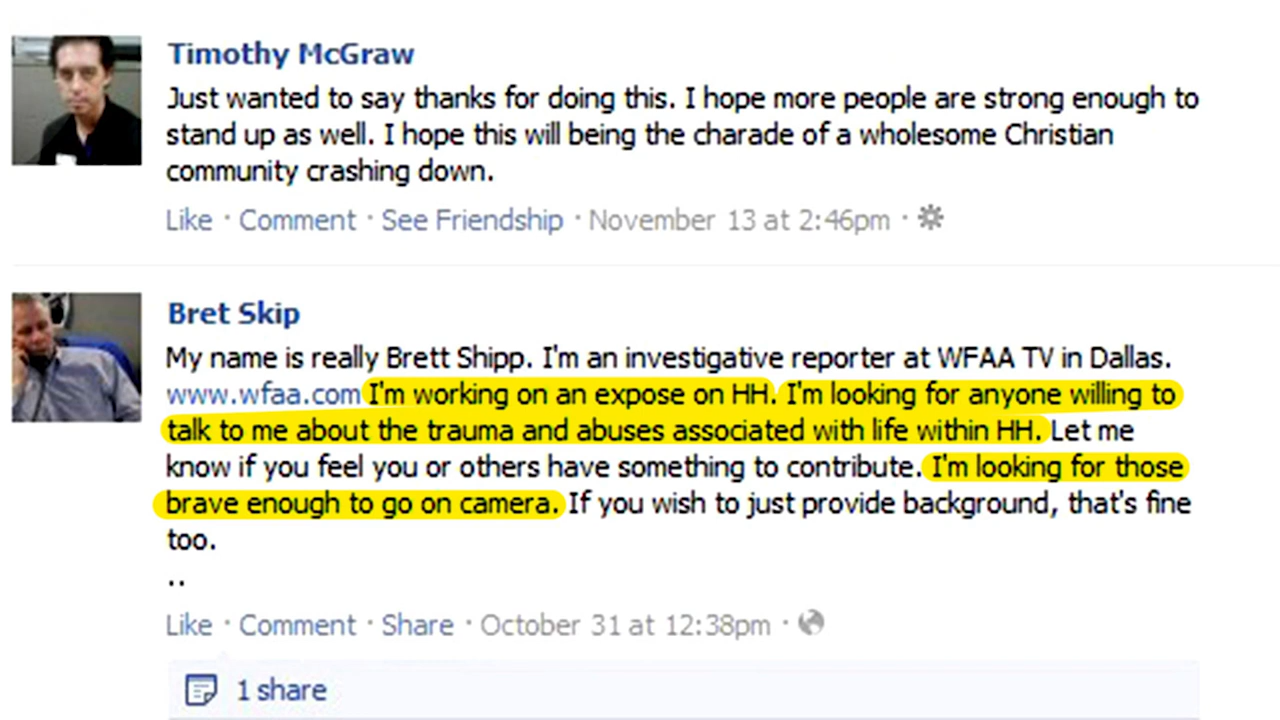 Timothy McGraw
Just wanted to say thanks for doing this. I hope more people are strong enough to
stand up as well. I hope this will being the charade of a wholesome Christian
community crashing down.
Like · Comment · See Friendship · November 13 at 2:46pm ·
Bret Skip
My name is really Brett Shipp. I'm an investigative reporter at WFAA TV in Dallas.
www.wfaa.com I'm working on an expose on HH. I'm looking for anyone willing to
talk to me about the trauma and abuses associated with life within HH. Let me
know if you feel you or others have something to contribute. I'm looking for those
brave enough to go on camera. If you wish to just provide background, that's fine
too.
..
Like · Comment · Share · October 31 at 12:38pm ·
1 share